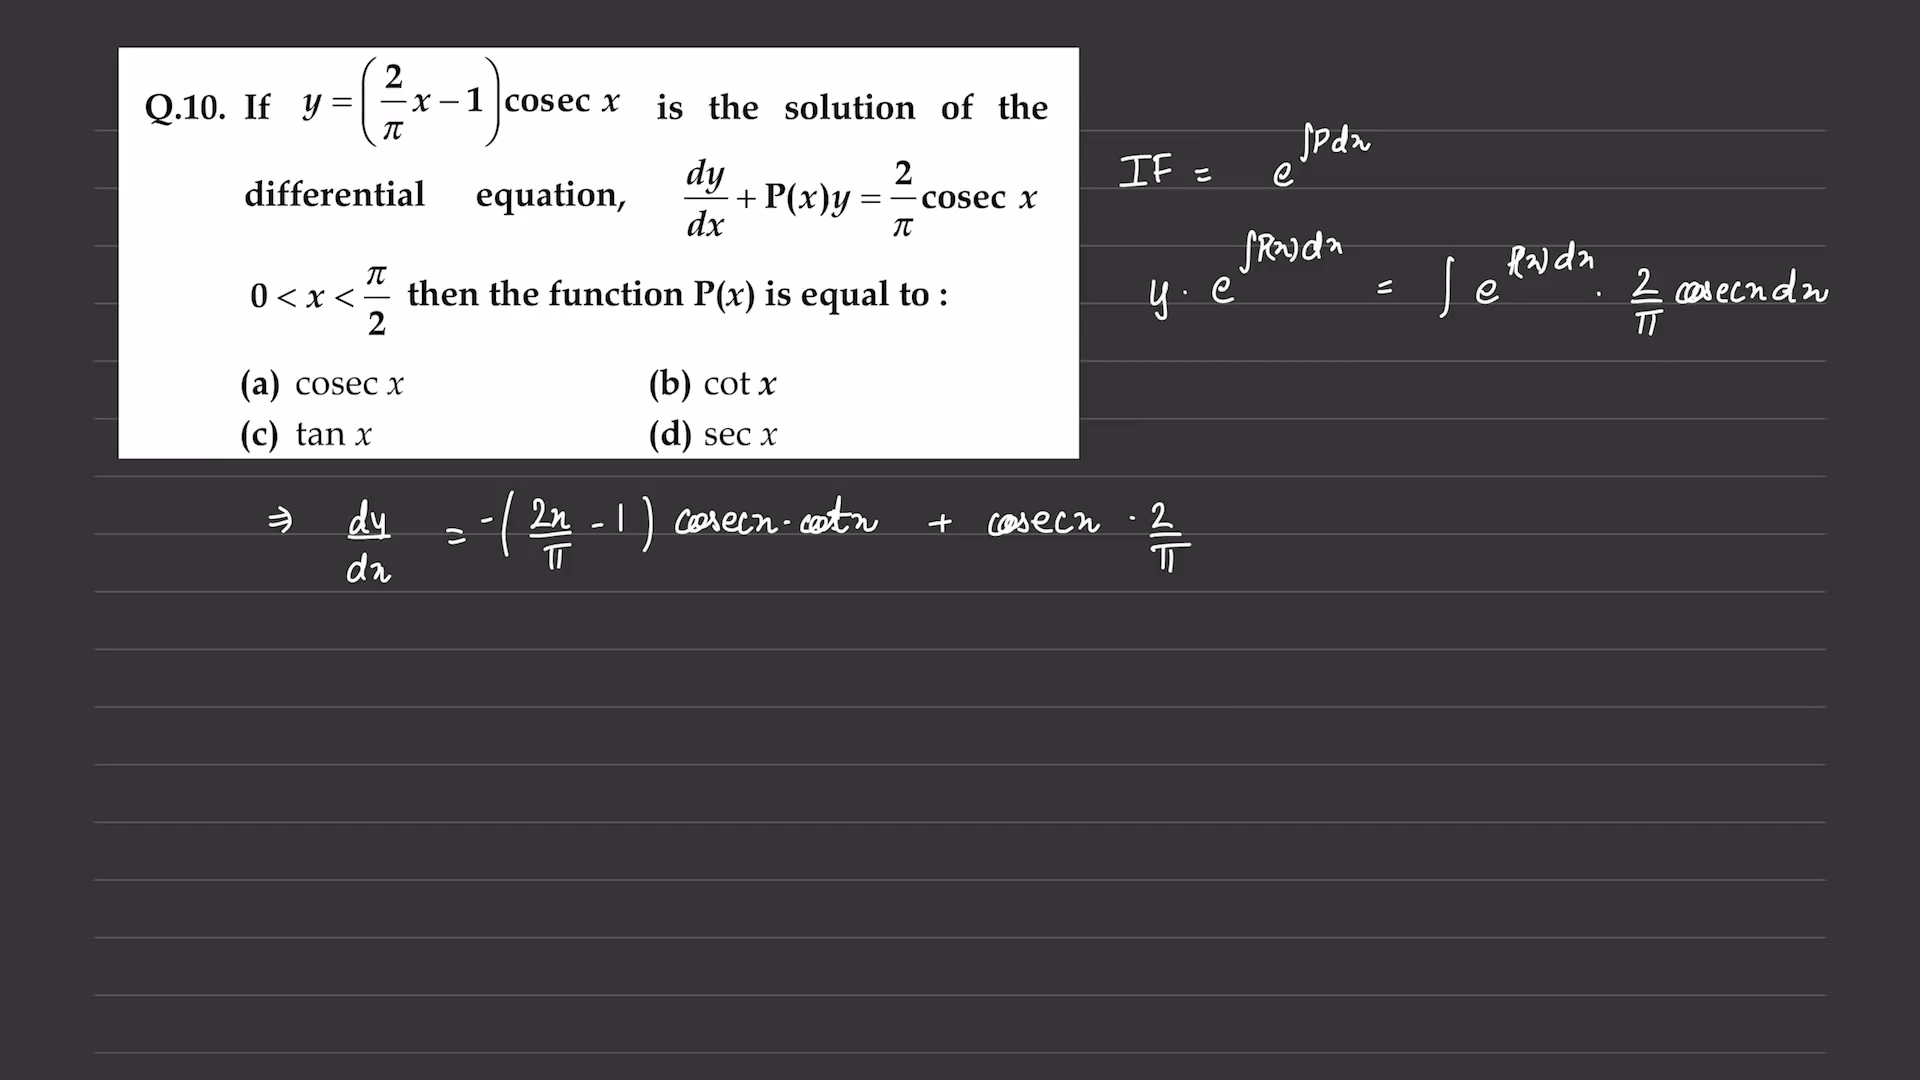 Q.10. If y = (2/π x − 1) cosec x is the solution of the
differential equation, dy/dx + P(x)y = 2/π cosec x
0 < x < π/2 then the function P(x) is equal to :
(a) cosec x (b) cot x
(c) tan x (d) sec x
IF = e^∫Pdx
y · e^∫P(x)dx = ∫ e^P(x)dx · 2/π cosecx dx
⇒ dy/dx = -(2x/π - 1) cosecx · cotx + cosecx · 2/π